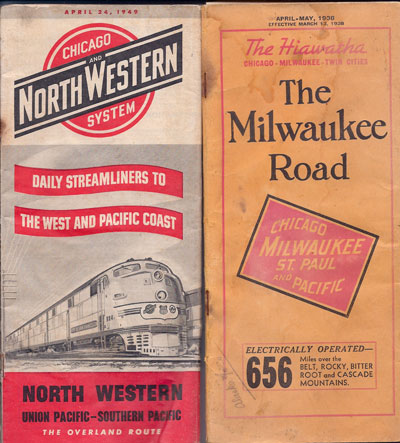 APRIL 24, 1949
CHICAGO
AND
NORTH WESTERN
SYSTEM
DAILY STREAMLINERS TO
THE WEST AND PACIFIC COAST
NORTH WESTERN
UNION PACIFIC–SOUTHERN PACIFIC
THE OVERLAND ROUTE
APRIL-MAY, 1938
EFFECTIVE MARCH 13, 1938
The Hiawatha
CHICAGO - MILWAUKEE - TWIN CITIES
The
Milwaukee
Road
CHICAGO
MILWAUKEE
ST. PAUL
AND PACIFIC
ELECTRICALLY OPERATED—
656 Miles over the
BELT, ROCKY, BITTER
ROOT and CASCADE
MOUNTAINS.